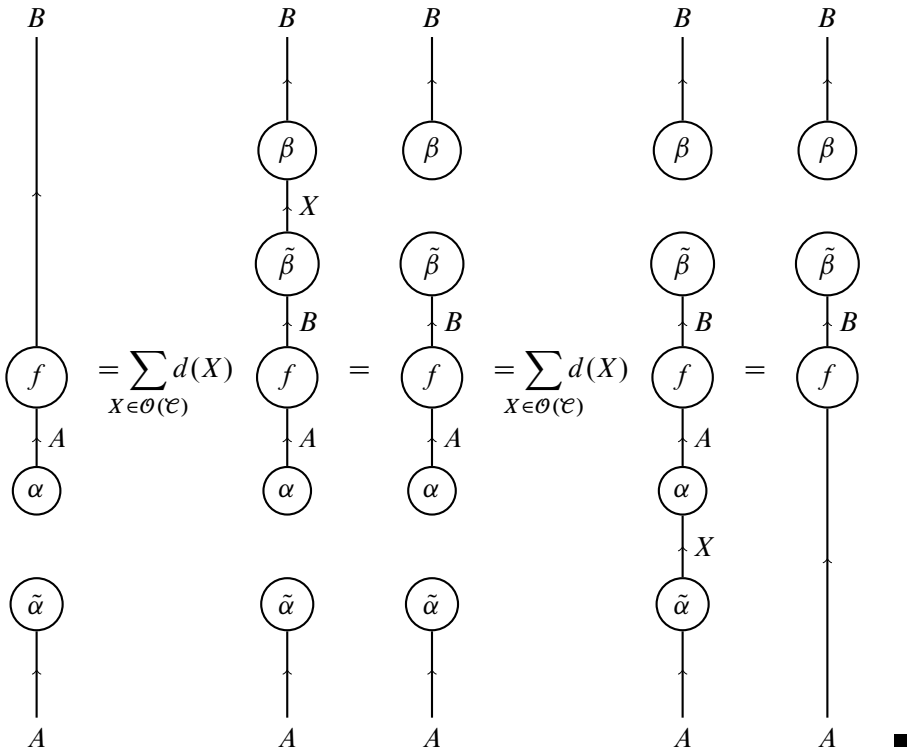 B B B B B
β β β β
X
β̃ β̃ β̃ β̃
B B B B
f = ∑ d(X) f = f = ∑ d(X) f = f
X∈𝒪(𝒞) X∈𝒪(𝒞)
A A A A
α α α α
X
α̃ α̃ α̃ α̃
A A A A A ■